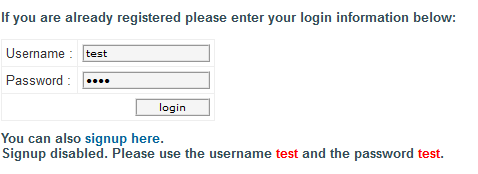 If you are already registered please enter your login information below:
Username : test
Password : ••••
login
You can also signup here.
Signup disabled. Please use the username test and the password test.